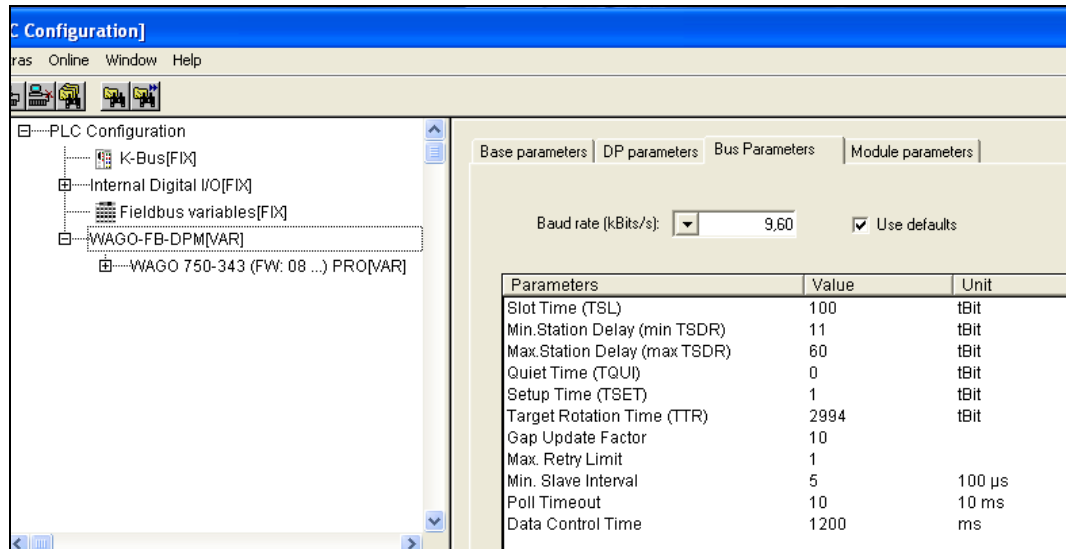 C Configuration]
ras Online Window Help
PLC Configuration
K-Bus[FIX]
Internal Digital I/O[FIX]
Fieldbus variables[FIX]
WAGO-FB-DPM[VAR]
WAGO 750-343 (FW: 08 ...) PRO[VAR]
Base parameters DP parameters Bus Parameters Module parameters
Baud rate (kBits/s): 9,60 Use defaults
Parameters Value Unit
Slot Time (TSL) 100 tBit
Min.Station Delay (min TSDR) 11 tBit
Max.Station Delay (max TSDR) 60 tBit
Quiet Time (TQUI) 0 tBit
Setup Time (TSET) 1 tBit
Target Rotation Time (TTR) 2994 tBit
Gap Update Factor 10
Max. Retry Limit 1
Min. Slave Interval 5 100 µs
Poll Timeout 10 10 ms
Data Control Time 1200 ms